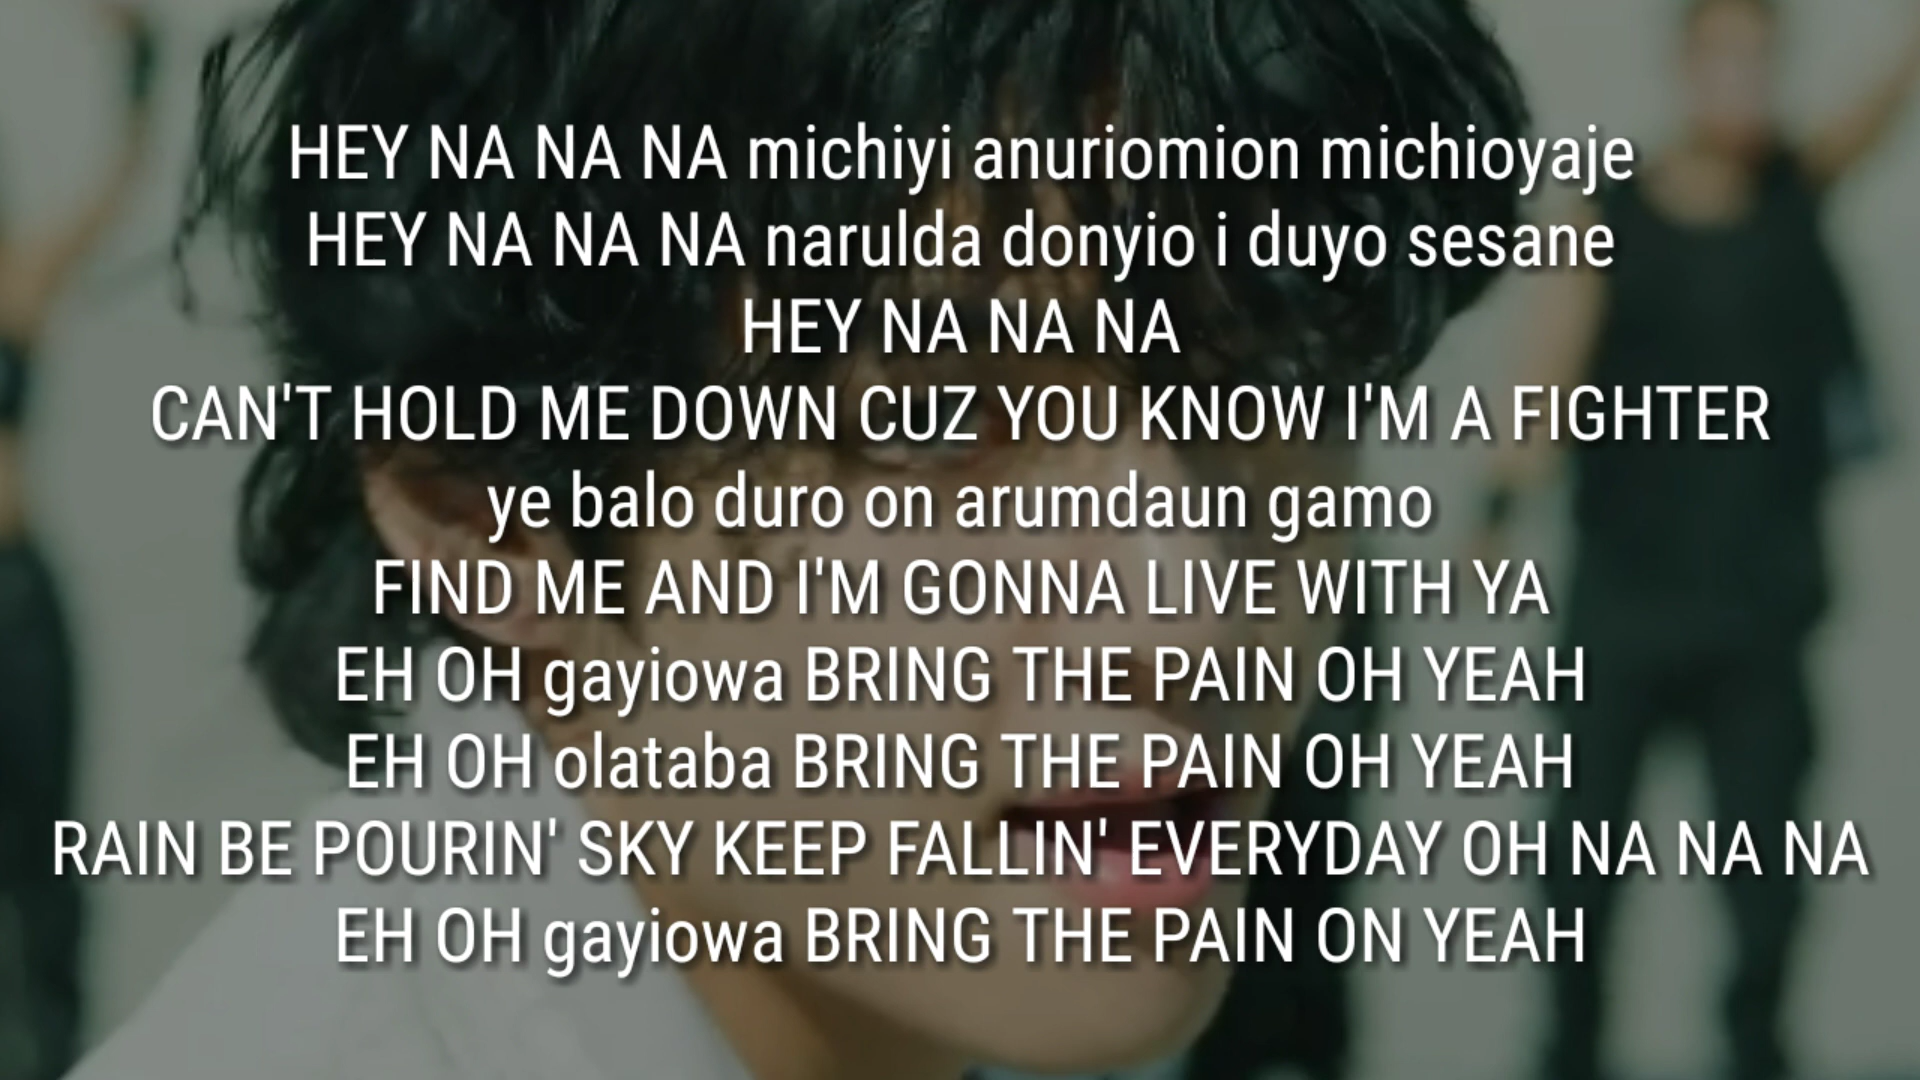 HEY NA NA NA michiyi anuriomion michioyaje
HEY NA NA NA narulda donyio i duyo sesane
HEY NA NA NA
CAN'T HOLD ME DOWN CUZ YOU KNOW I'M A FIGHTER
ye balo duro on arumdaun gamo
FIND ME AND I'M GONNA LIVE WITH YA
EH OH gayiowa BRING THE PAIN OH YEAH
EH OH olataba BRING THE PAIN OH YEAH
RAIN BE POURIN' SKY KEEP FALLIN' EVERYDAY OH NA NA NA
EH OH gayiowa BRING THE PAIN ON YEAH